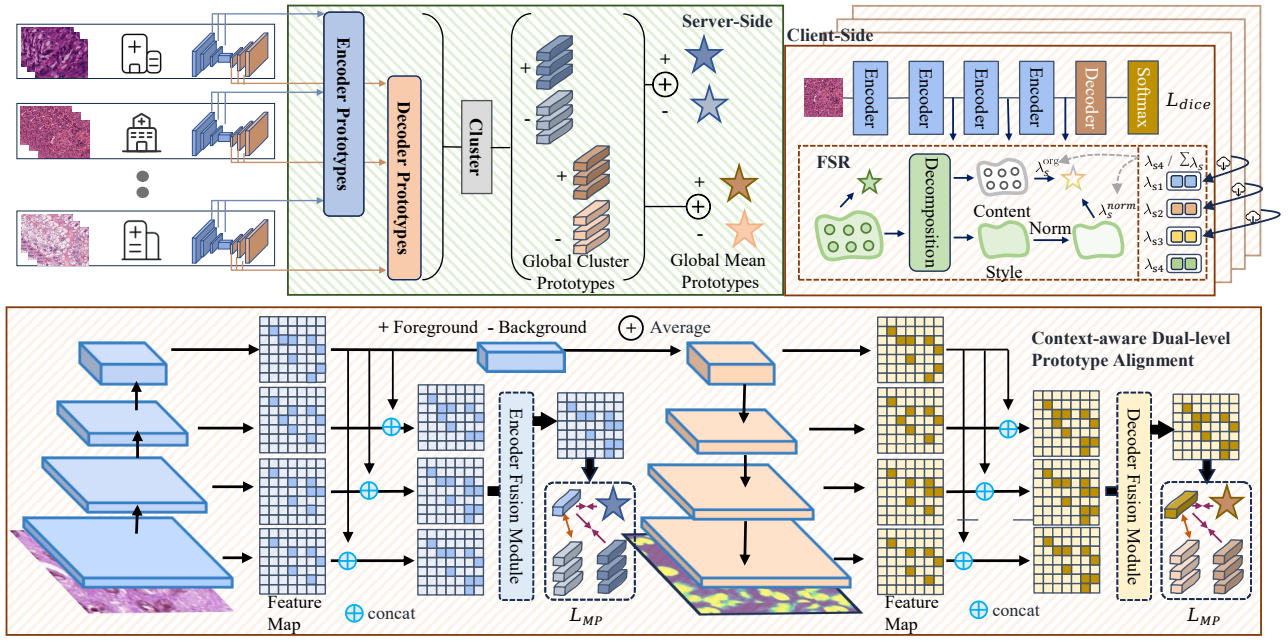 Server-Side
Encoder Prototypes
Decoder Prototypes
Cluster
+
-
+
-
Global Cluster
Prototypes
+
+
-
+
+
-
Global Mean
Prototypes
Client-Side
Encoder
Encoder
Encoder
Encoder
Decoder
Softmax
L_dice
FSR
Decomposition
Content
Style
Norm
λ_s^org
λ_s^norm
λ_s4 / Σ_λs
λ_s1
λ_s2
λ_s3
λ_s4
+ Foreground - Background
+ Average
Context-aware Dual-level
Prototype Alignment
Feature
Map
concat
Encoder Fusion Module
L_MP
Feature
Map
concat
Decoder Fusion Module
L_MP